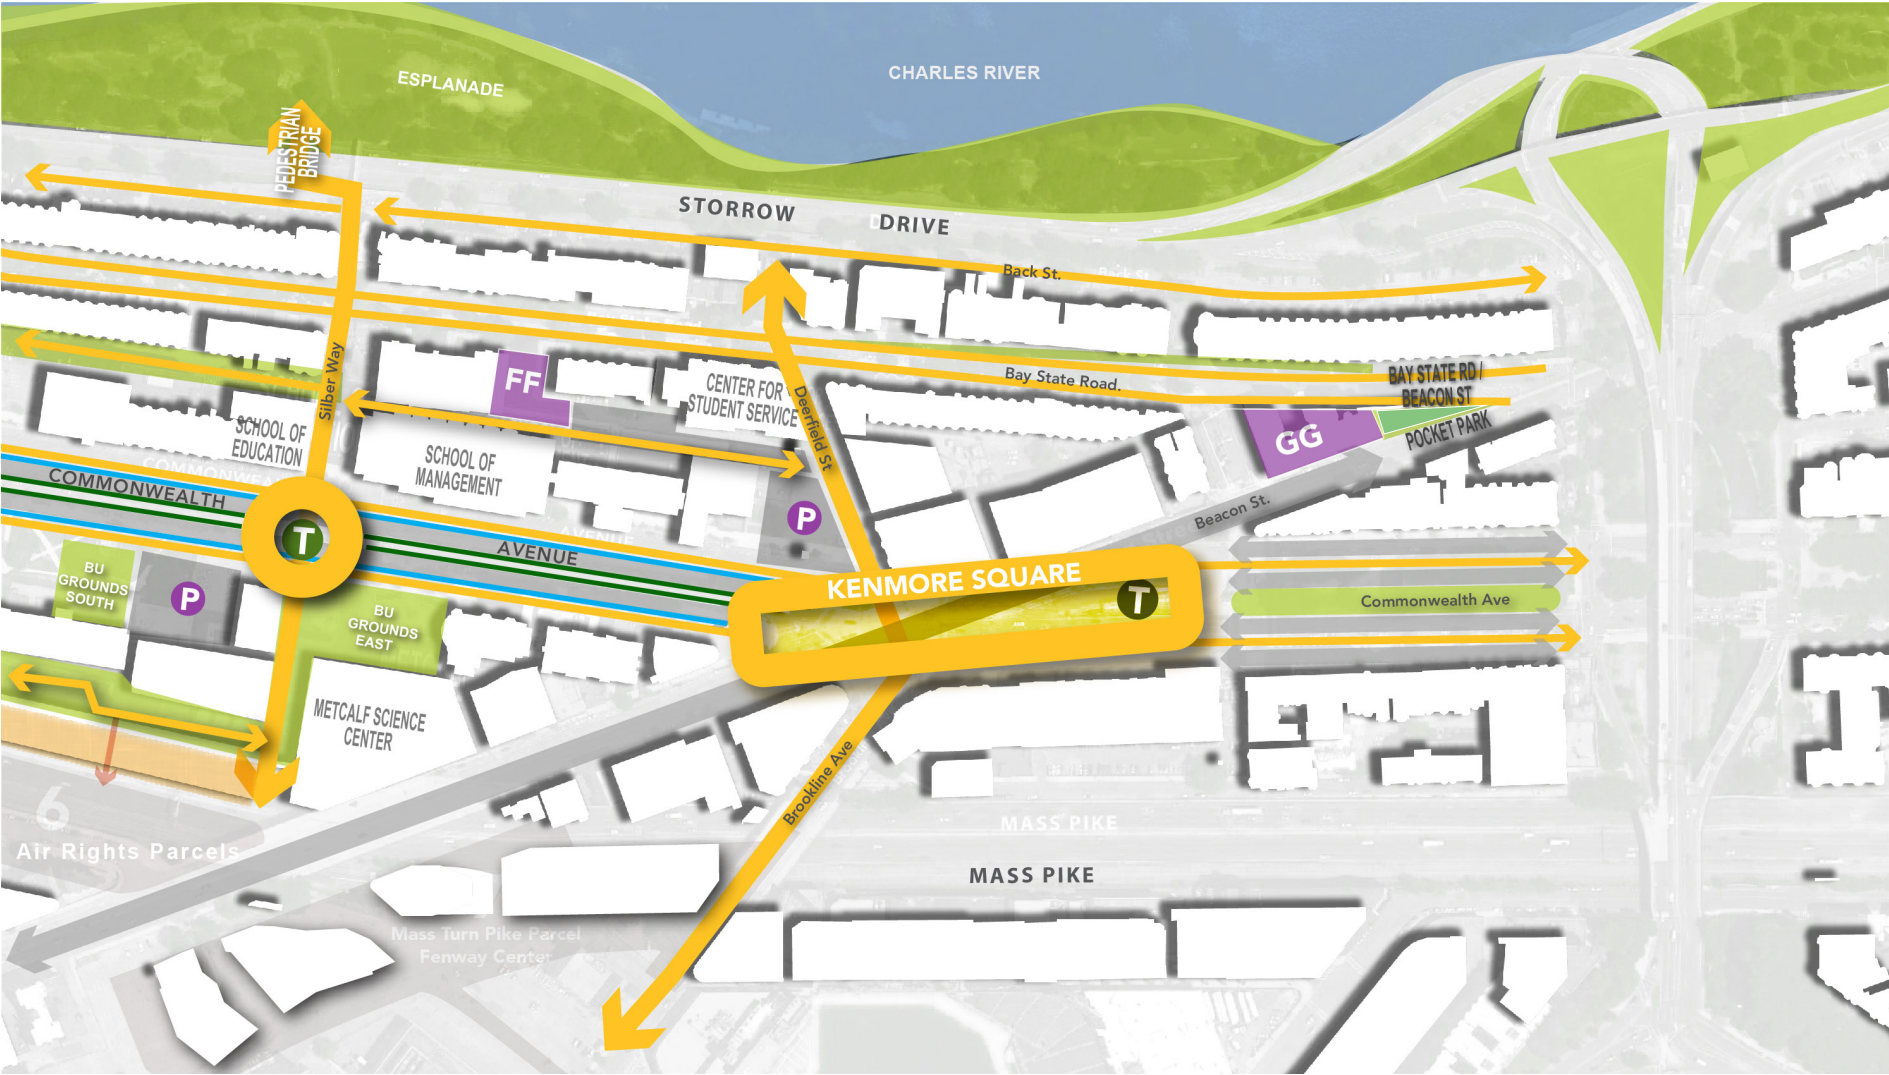 CHARLES RIVER
ESPLANADE
PEDESTRIAN
BRIDGE
STORROW
DRIVE
Back St.
Silber Way
FF
CENTER FOR
STUDENT SERVICE
Deerfield St
Bay State Road.
BAY STATE RD /
BEACON ST
POCKET PARK
GG
SCHOOL OF
EDUCATION
SCHOOL OF
MANAGEMENT
COMMONWEALTH
AVENUE
AVENUE
P
Beacon St.
T
KENMORE SQUARE
T
Commonwealth Ave
BU
GROUNDS
SOUTH
P
BU
GROUNDS
EAST
METCALF SCIENCE
CENTER
Brookline Ave
6
Air Rights Parcels
MASS PIKE
MASS PIKE
Mass Turn Pike Parcel
Fenway Center